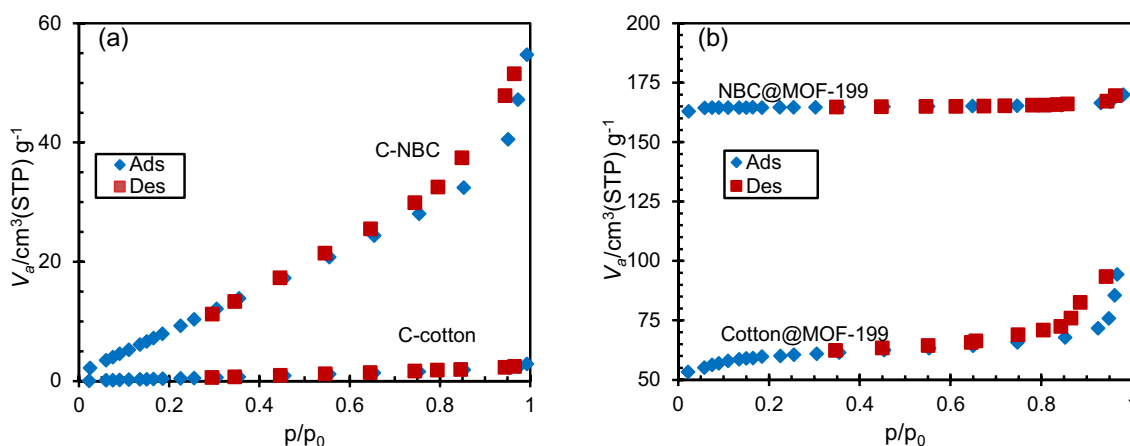 (a)
60
40
20
0
Vₐ/cm³(STP) g⁻¹
Ads
Des
C-NBC
C-cotton
0 0.2 0.4 0.6 0.8 1
p/p₀
(b)
200
175
150
125
100
75
50
Vₐ/cm³(STP) g⁻¹
NBC@MOF-199
Ads
Des
Cotton@MOF-199
0 0.2 0.4 0.6 0.8 1
p/p₀